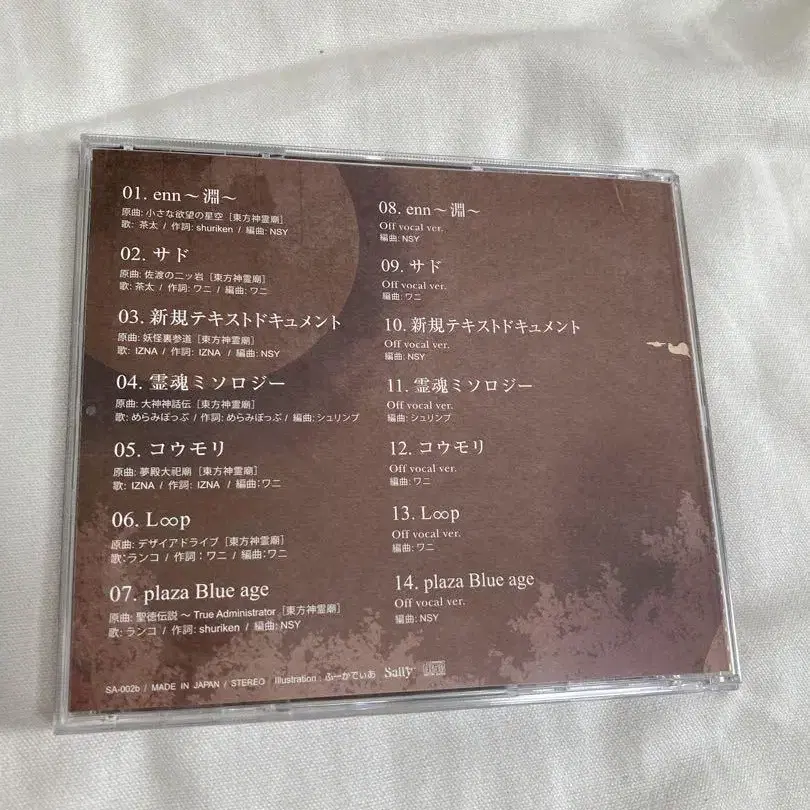 01. enn～淵～
原曲: 小さな欲望の星空［東方神霊廟］
歌: 茶太 / 作詞: shuriken / 編曲: NSY
02. サド
原曲: 佐渡の二ッ岩［東方神霊廟］
歌: 茶太 / 作詞: ワニ / 編曲: ワニ
03. 新規テキストドキュメント
原曲: 妖怪裏参道［東方神霊廟］
歌: IZNA / 作詞: IZNA / 編曲: NSY
04. 霊魂ミソロジー
原曲: 大神神話伝［東方神霊廟］
歌: めらみぽっぷ / 作詞: めらみぽっぷ / 編曲: シュリンプ
05. コウモリ
原曲: 夢殿大祀廟［東方神霊廟］
歌: IZNA / 作詞: IZNA / 編曲: ワニ
06. L∞p
原曲: デザイアドライブ［東方神霊廟］
歌: ランコ / 作詞: ワニ / 編曲: ワニ
07. plaza Blue age
原曲: 聖徳伝説 ～ True Administrator［東方神霊廟］
歌: ランコ / 作詞: shuriken / 編曲: NSY
08. enn～淵～
Off vocal ver.
編曲: NSY
09. サド
Off vocal ver.
編曲: ワニ
10. 新規テキストドキュメント
Off vocal ver.
編曲: NSY
11. 霊魂ミソロジー
Off vocal ver.
編曲: シュリンプ
12. コウモリ
Off vocal ver.
編曲: ワニ
13. L∞p
Off vocal ver.
編曲: ワニ
14. plaza Blue age
Off vocal ver.
編曲: NSY
SA-002b / MADE IN JAPAN / STEREO Illustration : ふーかでぃあ Sally